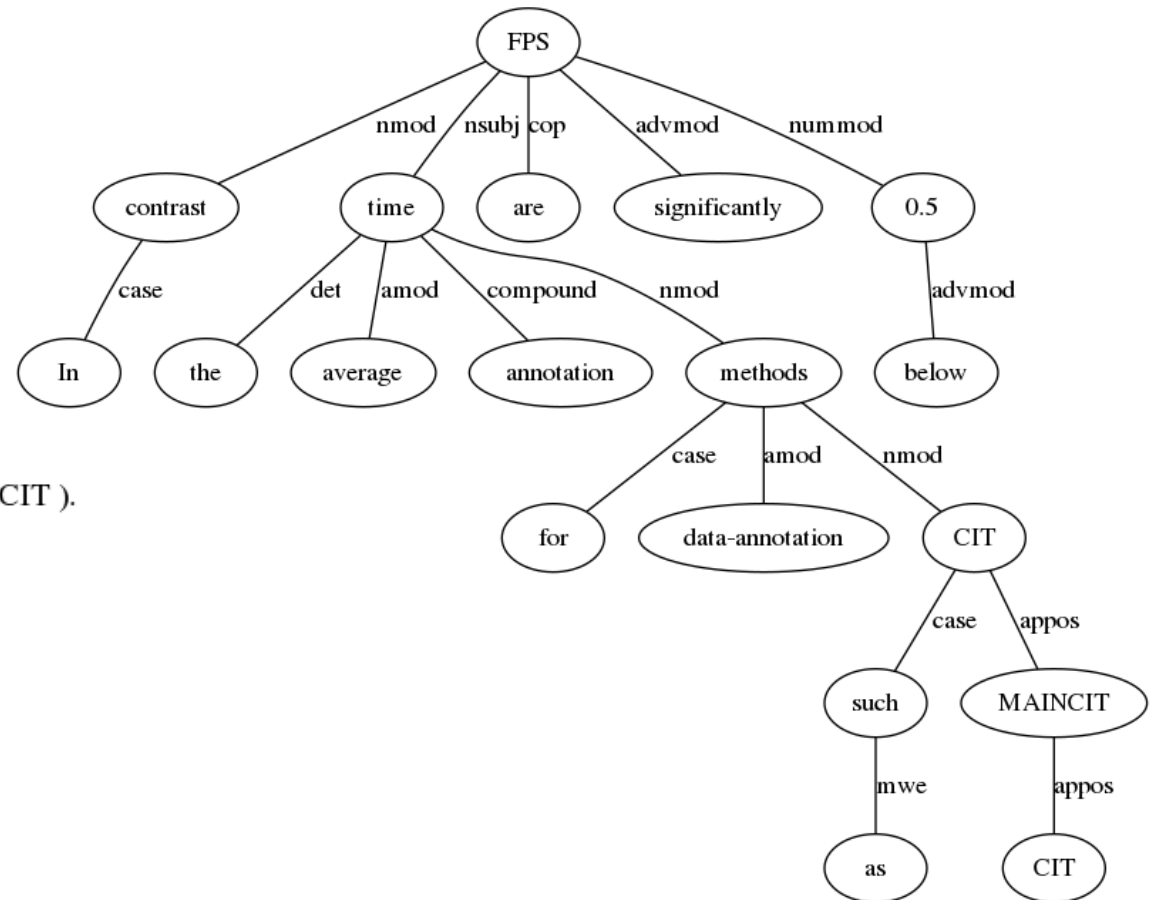 FPS
nmod nsubj cop advmod nummod
contrast time are significantly 0.5
case det amod compound nmod advmod
In the average annotation methods below
case amod nmod
CIT ).
for data-annotation CIT
case appos
such MAINCIT
mwe appos
as CIT